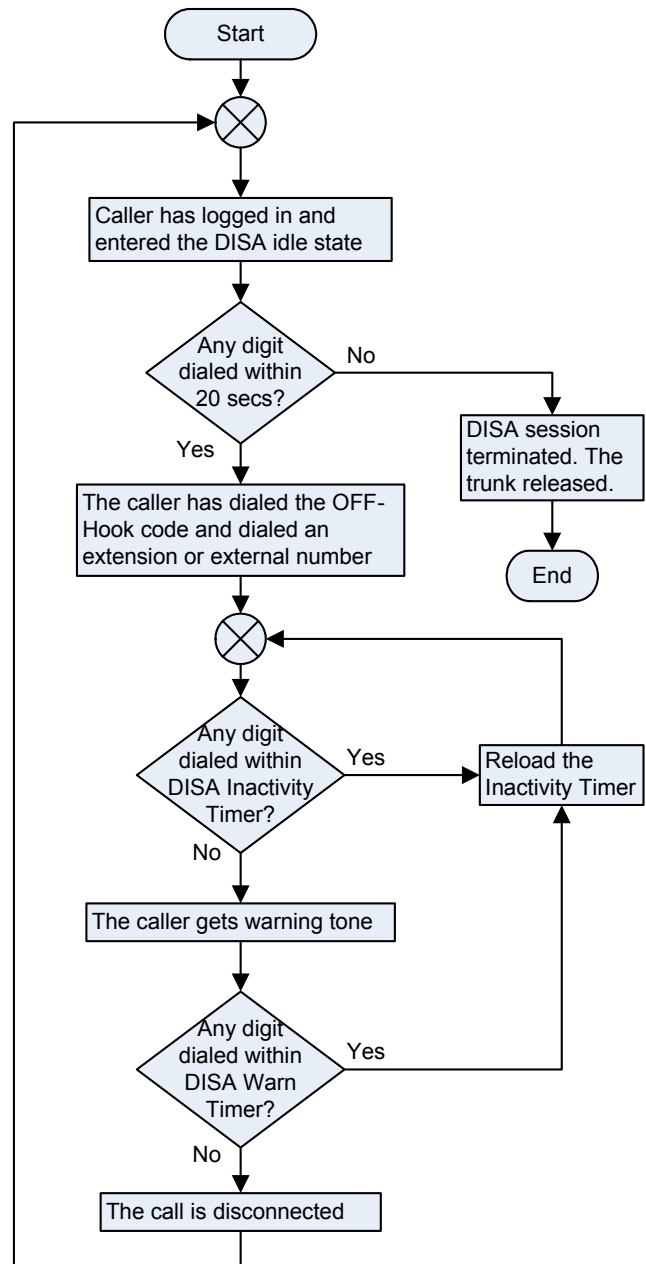 Start
Caller has logged in and
entered the DISA idle state
Any digit
dialed within
20 secs?
No
Yes
DISA session
terminated. The
trunk released.
The caller has dialed the OFF-
Hook code and dialed an
extension or external number
End
Any digit
dialed within
DISA Inactivity
Timer?
Yes
No
Reload the
Inactivity Timer
The caller gets warning tone
Any digit
dialed within
DISA Warn
Timer?
Yes
No
The call is disconnected